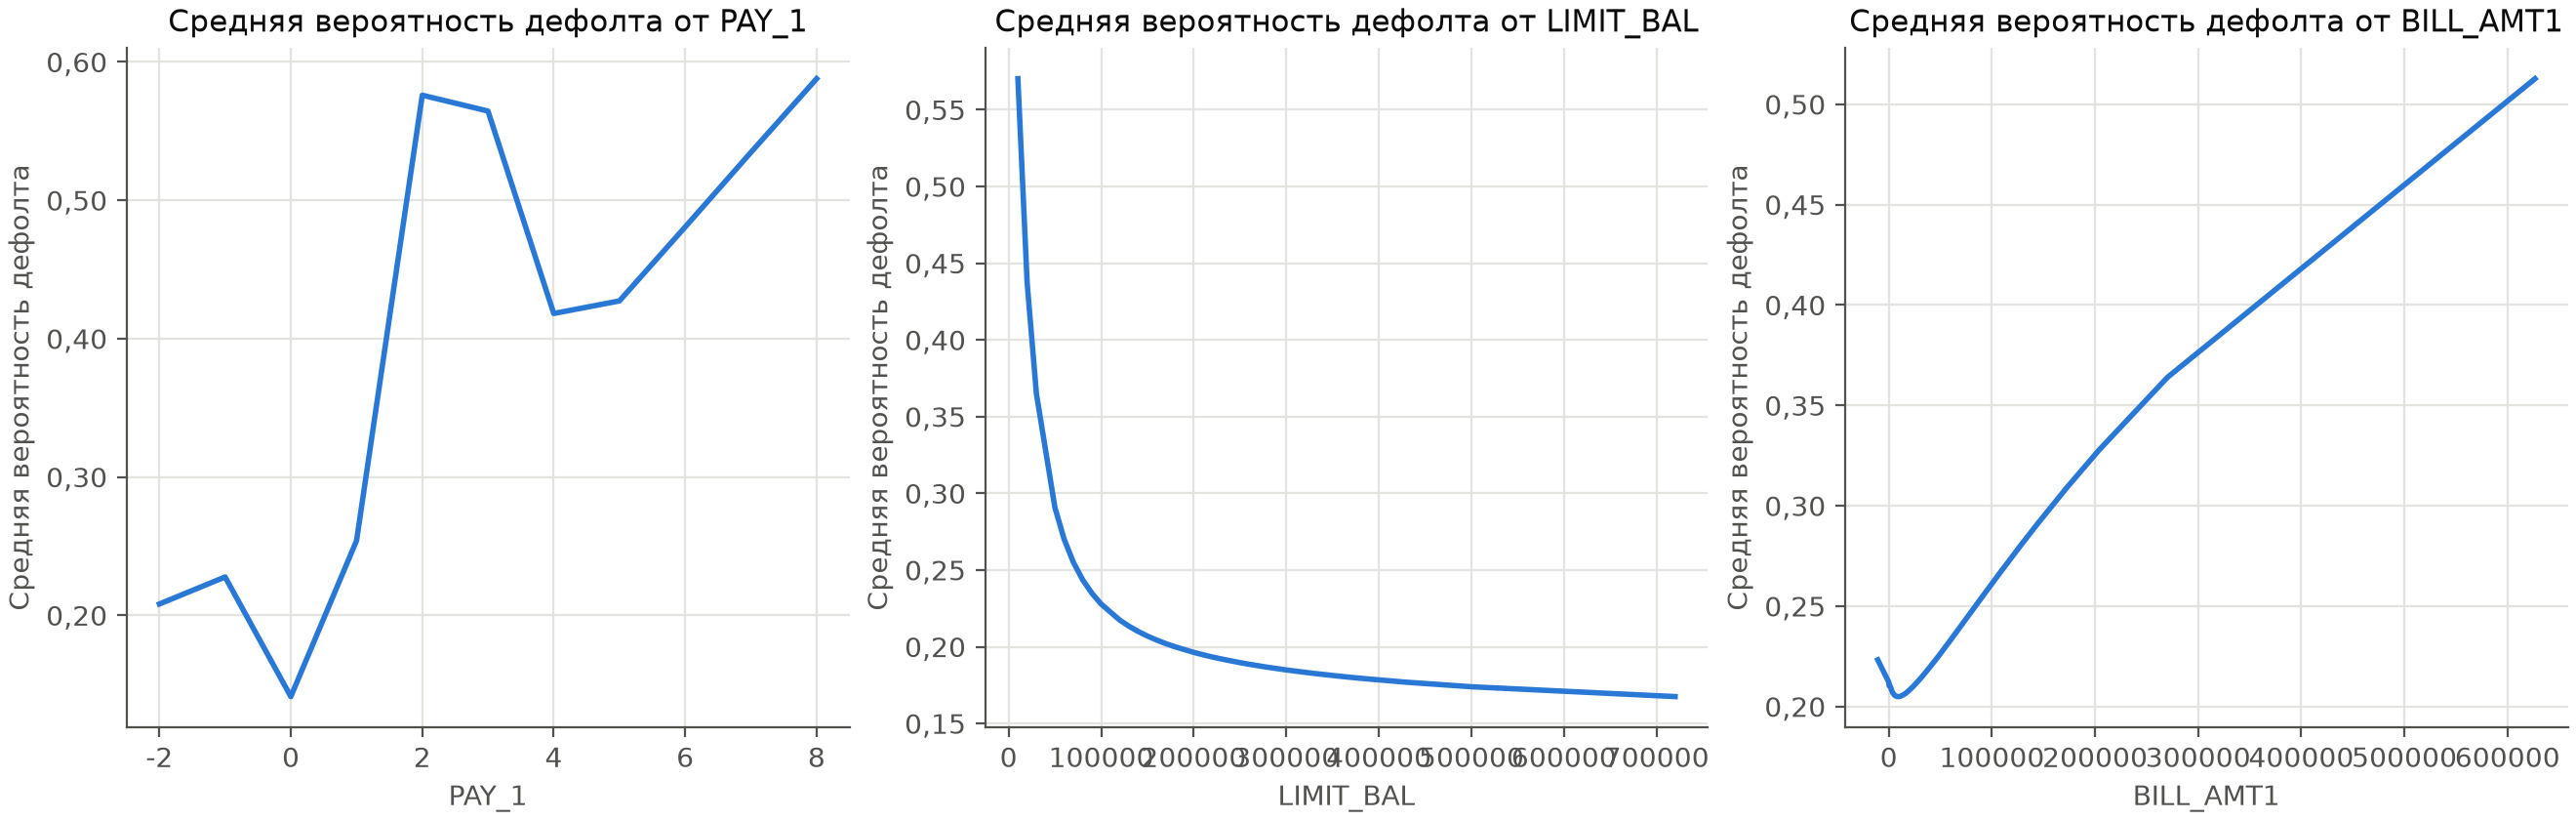 Средняя вероятность дефолта от PAY_1
Средняя вероятность дефолта
0,60
0,50
0,40
0,30
0,20
-2 0 2 4 6 8
PAY_1
Средняя вероятность дефолта от LIMIT_BAL
Средняя вероятность дефолта
0,55
0,50
0,45
0,40
0,35
0,30
0,25
0,20
0,15
0 100000 200000 300000 400000 500000 600000 700000
LIMIT_BAL
Средняя вероятность дефолта от BILL_AMT1
Средняя вероятность дефолта
0,50
0,45
0,40
0,35
0,30
0,25
0,20
0 100000 200000 300000 400000 500000 600000
BILL_AMT1